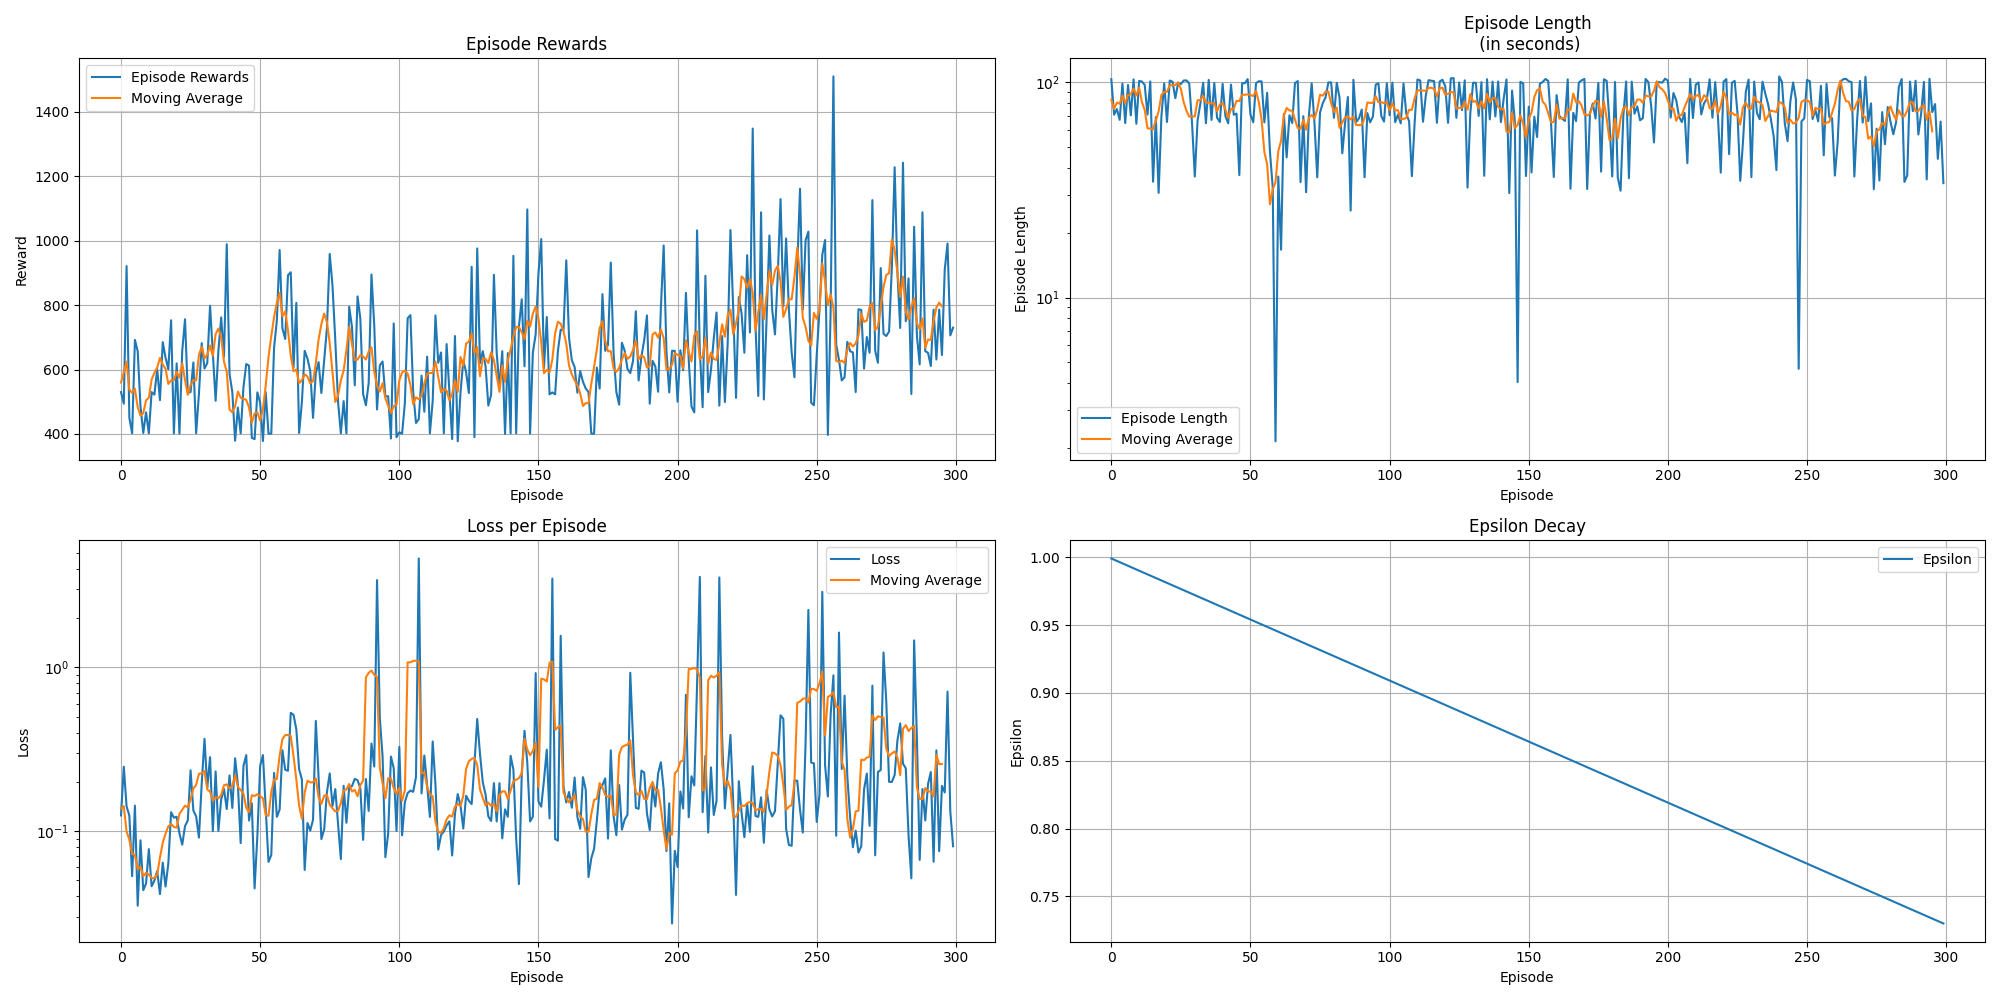 Episode Rewards
Episode Rewards
Moving Average
Reward
1400
1200
1000
800
600
400
0 50 100 150 200 250 300
Episode
Episode Length
(in seconds)
Episode Length
10²
10¹
Episode Length
Moving Average
0 50 100 150 200 250 300
Episode
Loss per Episode
Loss
Moving Average
Loss
10⁰
10⁻¹
0 50 100 150 200 250 300
Episode
Epsilon Decay
Epsilon
Epsilon
1.00
0.95
0.90
0.85
0.80
0.75
0 50 100 150 200 250 300
Episode